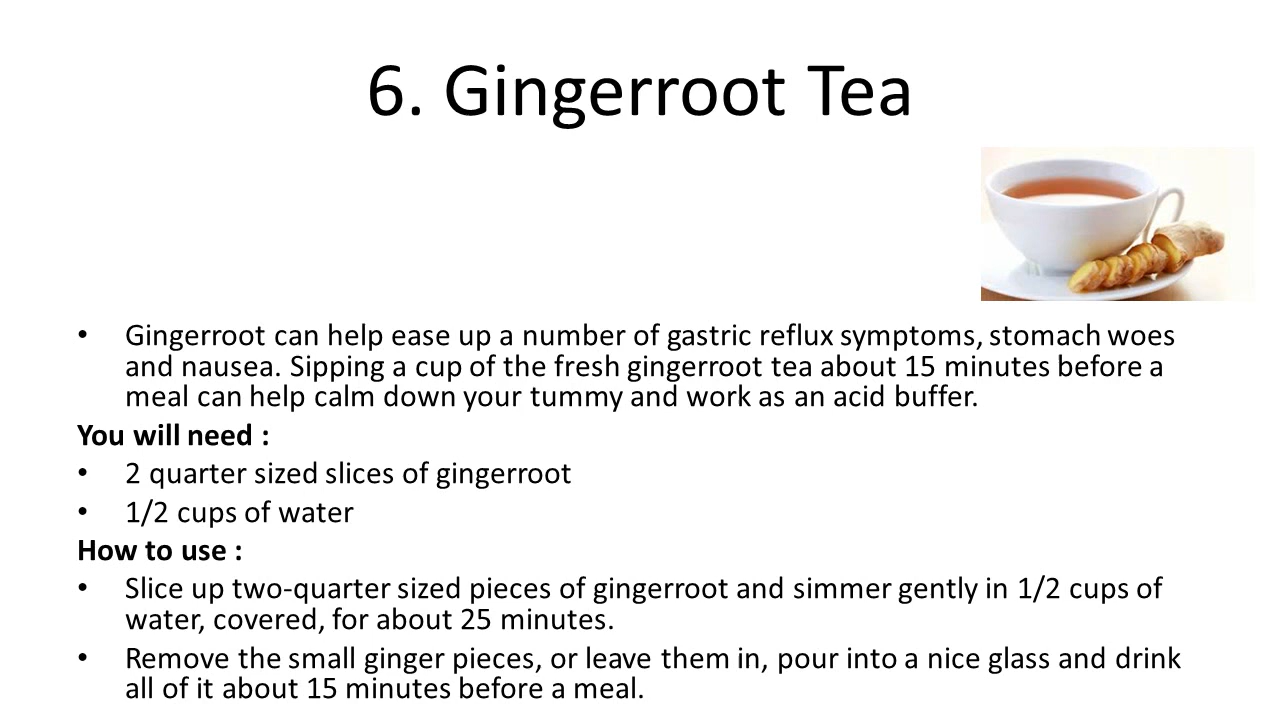 6. Gingerroot Tea
• Gingerroot can help ease up a number of gastric reflux symptoms, stomach woes
and nausea. Sipping a cup of the fresh gingerroot tea about 15 minutes before a
meal can help calm down your tummy and work as an acid buffer.
You will need :
• 2 quarter sized slices of gingerroot
• 1/2 cups of water
How to use :
• Slice up two-quarter sized pieces of gingerroot and simmer gently in 1/2 cups of
water, covered, for about 25 minutes.
• Remove the small ginger pieces, or leave them in, pour into a nice glass and drink
all of it about 15 minutes before a meal.